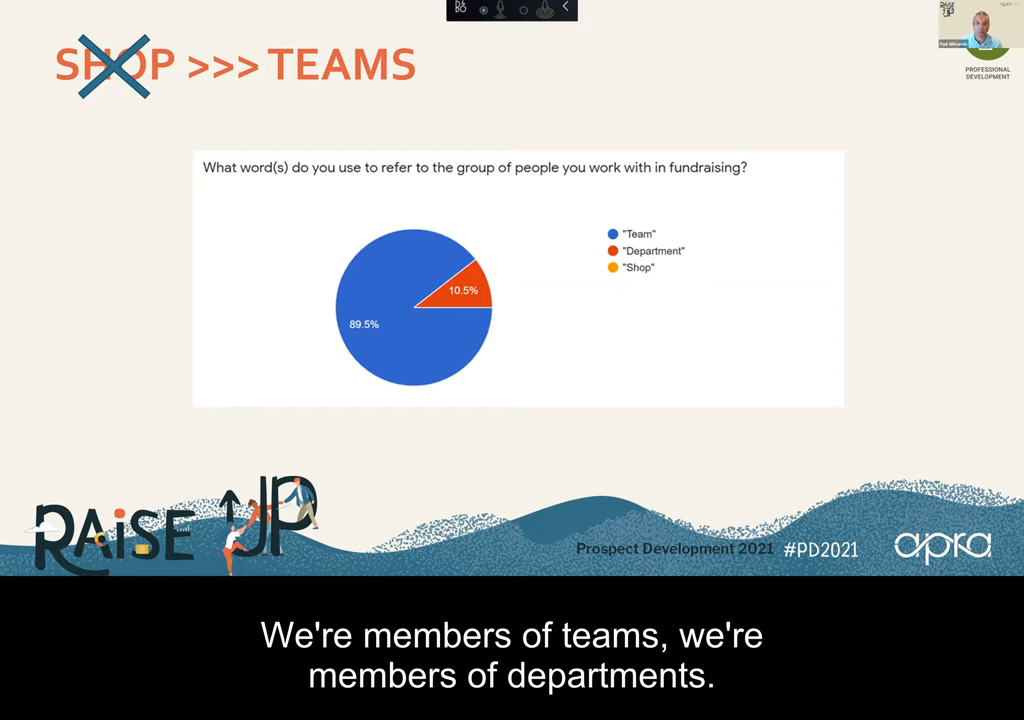 SHOP >>> TEAMS
PROFESSIONAL
DEVELOPMENT
What word(s) do you use to refer to the group of people you work with in fundraising?
"Team"
"Department"
"Shop"
10.5%
89.5%
RAiSE UP
Prospect Development 2021 #PD2021 apra
We're members of teams, we're
members of departments.